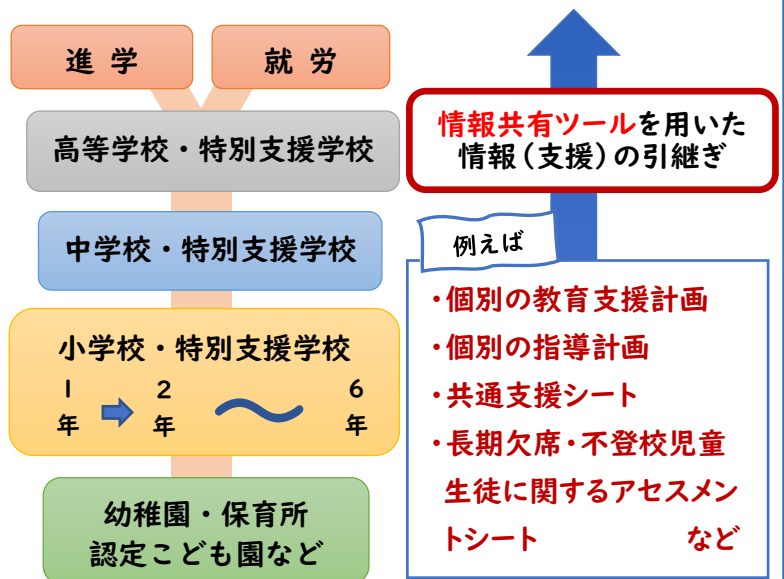 進 学
就 労
高等学校・特別支援学校
中学校・特別支援学校
小学校・特別支援学校
1 2 6
年 年 年
幼稚園・保育所
認定こども園など
情報共有ツールを用いた
情報(支援)の引継ぎ
例えば
・個別の教育支援計画
・個別の指導計画
・共通支援シート
・長期欠席・不登校児童
生徒に関するアセスメン
トシート など